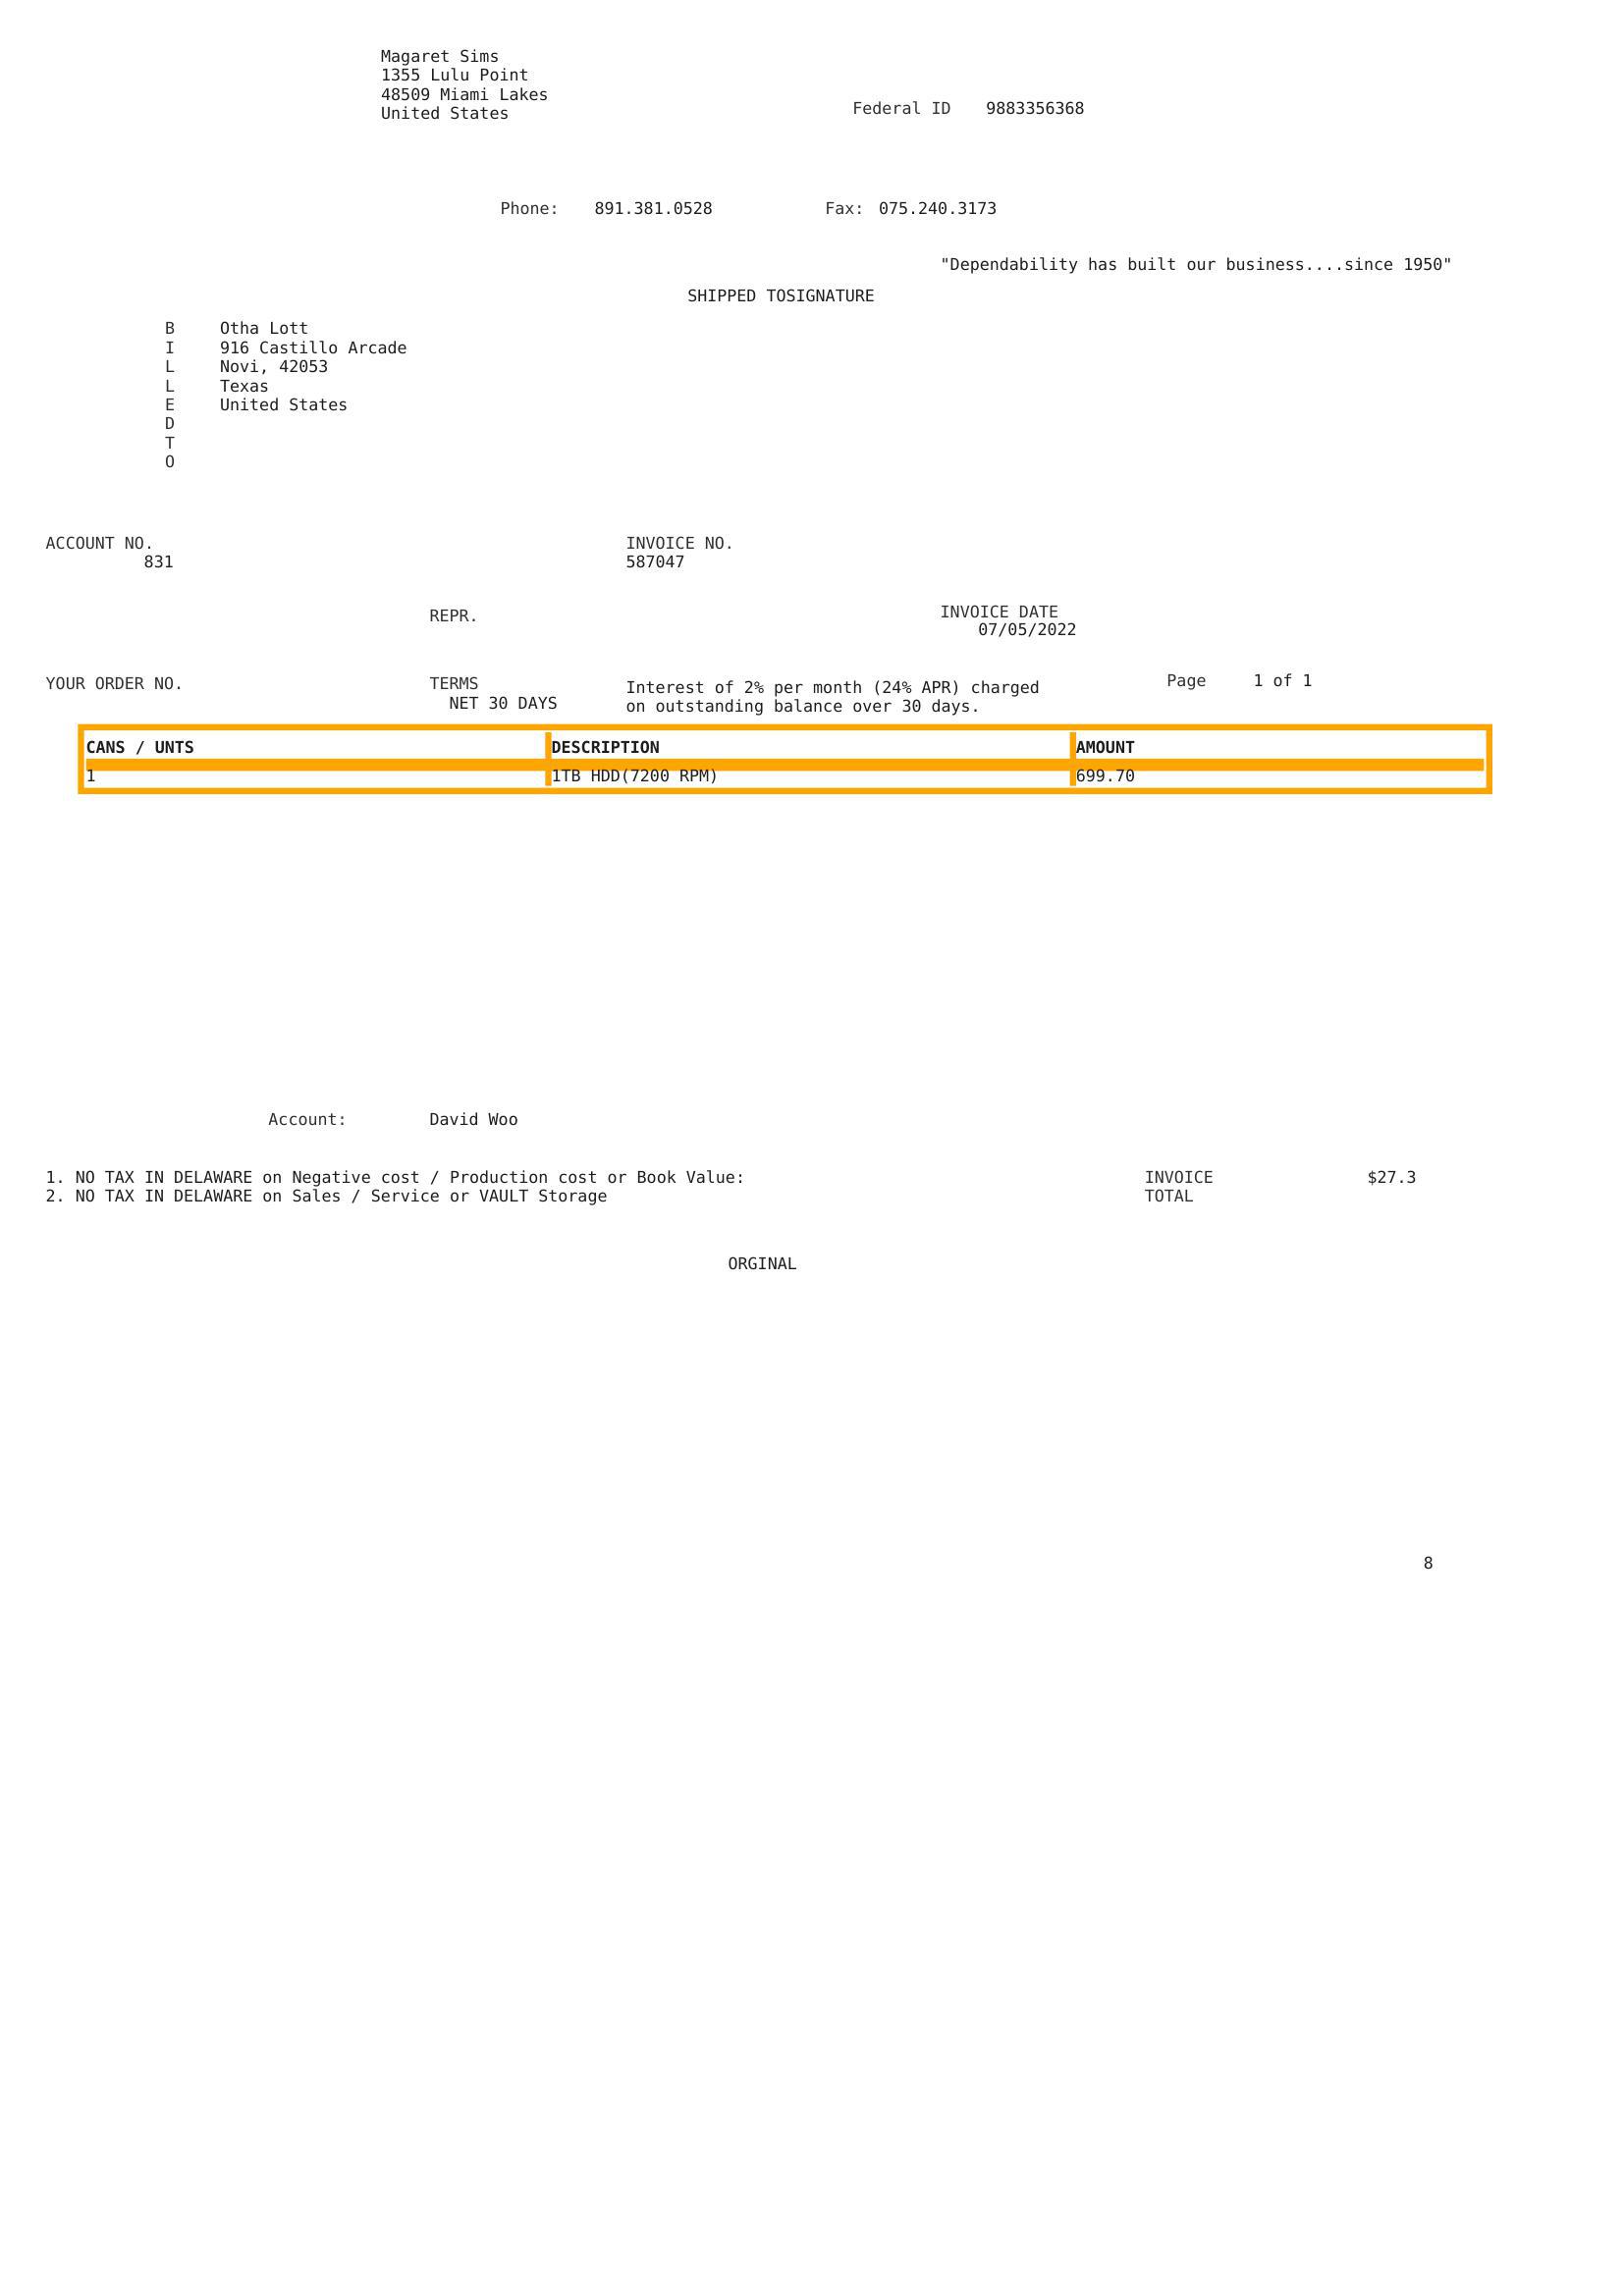 Magaret Sims
1355 Lulu Point
48509 Miami Lakes
United States
Federal ID 9883356368
Phone: 891.381.0528 Fax: 075.240.3173
"Dependability has built our business....since 1950"
SHIPPED TOSIGNATURE
B Otha Lott
I 916 Castillo Arcade
L Novi, 42053
L Texas
E United States
D
T
O
ACCOUNT NO. INVOICE NO.
831 587047
REPR. INVOICE DATE
07/05/2022
YOUR ORDER NO. TERMS Interest of 2% per month (24% APR) charged Page 1 of 1
NET 30 DAYS on outstanding balance over 30 days.
CANS / UNTS DESCRIPTION AMOUNT
1 1TB HDD(7200 RPM) 699.70
Account: David Woo
1. NO TAX IN DELAWARE on Negative cost / Production cost or Book Value: INVOICE $27.3
2. NO TAX IN DELAWARE on Sales / Service or VAULT Storage TOTAL
ORGINAL
8